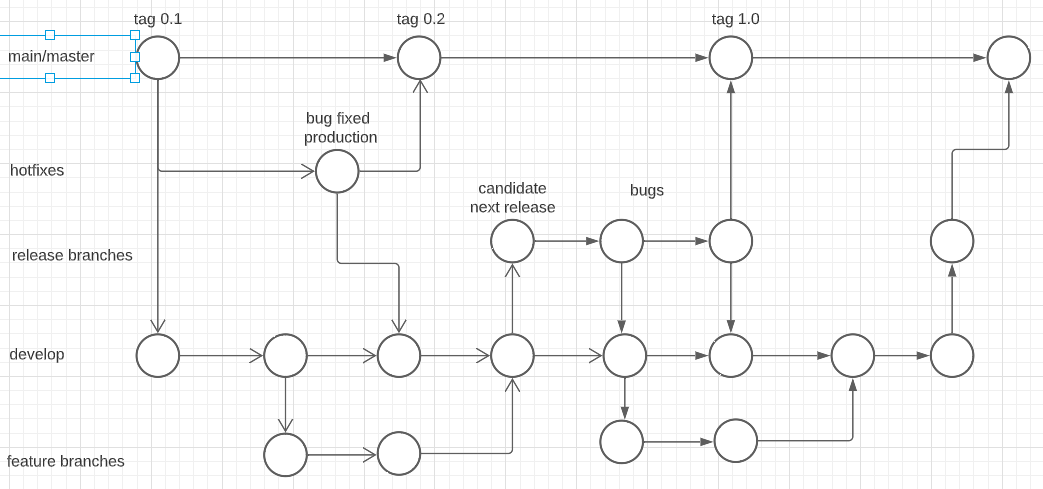 tag 0.1
tag 0.2
tag 1.0
main/master
bug fixed
production
hotfixes
candidate
next release
bugs
release branches
develop
feature branches